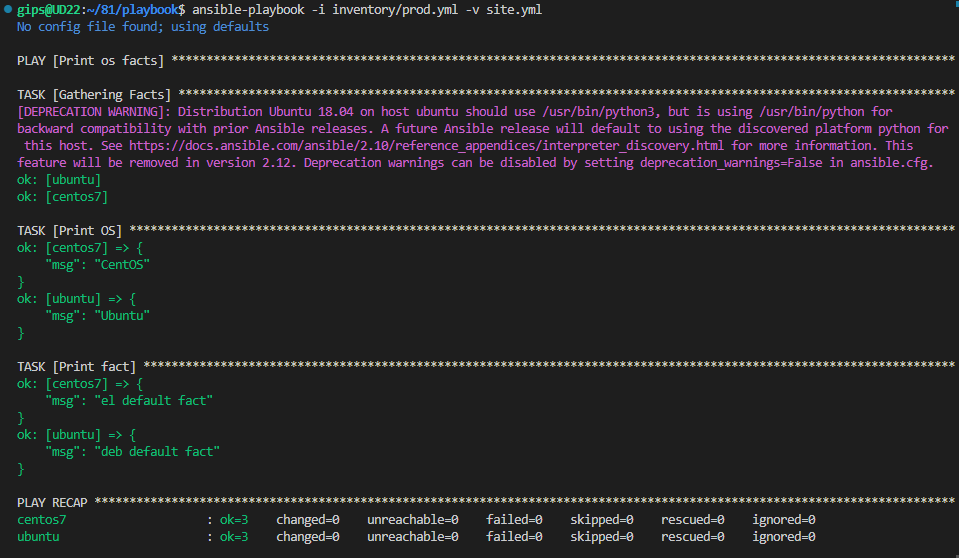 gips@UD22:~/81/playbook$ ansible-playbook -i inventory/prod.yml -v site.yml
No config file found; using defaults
PLAY [Print os facts] ****************************************************************************************************************
TASK [Gathering Facts] ***************************************************************************************************************
[DEPRECATION WARNING]: Distribution Ubuntu 18.04 on host ubuntu should use /usr/bin/python3, but is using /usr/bin/python for
backward compatibility with prior Ansible releases. A future Ansible release will default to using the discovered platform python for
this host. See https://docs.ansible.com/ansible/2.10/reference_appendices/interpreter_discovery.html for more information. This
feature will be removed in version 2.12. Deprecation warnings can be disabled by setting deprecation_warnings=False in ansible.cfg.
ok: [ubuntu]
ok: [centos7]
TASK [Print OS] **********************************************************************************************************************
ok: [centos7] => {
    "msg": "CentOS"
}
ok: [ubuntu] => {
    "msg": "Ubuntu"
}
TASK [Print fact] ********************************************************************************************************************
ok: [centos7] => {
    "msg": "el default fact"
}
ok: [ubuntu] => {
    "msg": "deb default fact"
}
PLAY RECAP ***************************************************************************************************************************
centos7                    : ok=3    changed=0    unreachable=0    failed=0    skipped=0    rescued=0    ignored=0
ubuntu                     : ok=3    changed=0    unreachable=0    failed=0    skipped=0    rescued=0    ignored=0